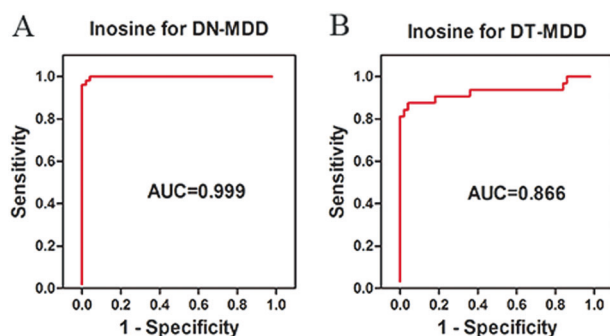 A
Inosine for DN-MDD
Sensitivity
1.0
0.8
0.6
0.4
0.2
0.0
AUC=0.999
0.0 0.2 0.4 0.6 0.8 1.0
1 - Specificity
B
Inosine for DT-MDD
Sensitivity
1.0
0.8
0.6
0.4
0.2
0.0
AUC=0.866
0.0 0.2 0.4 0.6 0.8 1.0
1 - Specificity